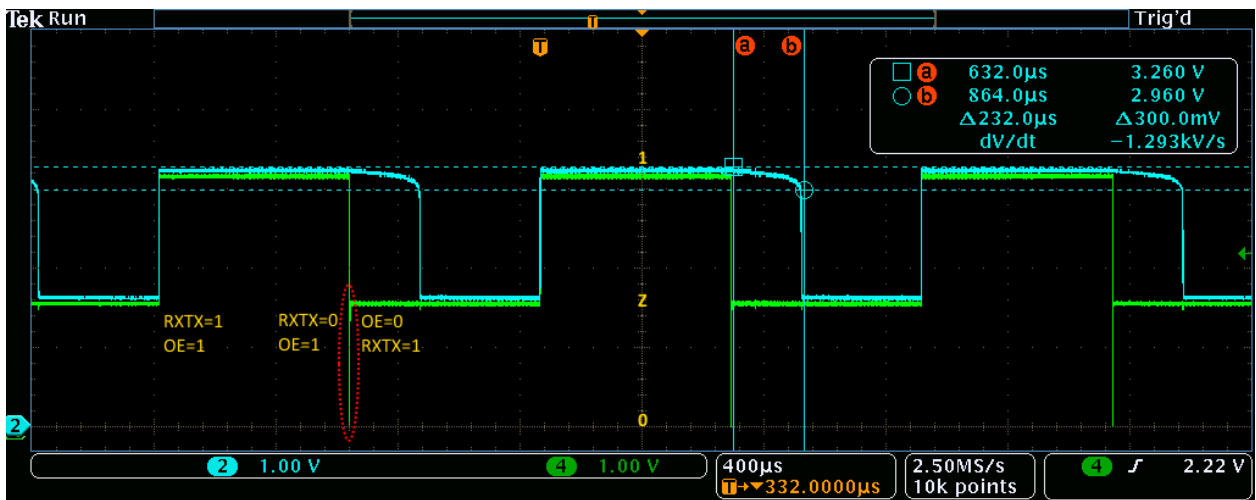 Tek Run Trig'd
T
T
a b
a 632.0μs 3.260 V
b 864.0μs 2.960 V
Δ232.0μs Δ300.0mV
dV/dt −1.293kV/s
1
Z
RXTX=1 RXTX=0 OE=0
OE=1 OE=1 RXTX=1
0
2
2 1.00 V 4 1.00 V 400μs 2.50MS/s 4 2.22 V
T→▼332.0000μs 10k points